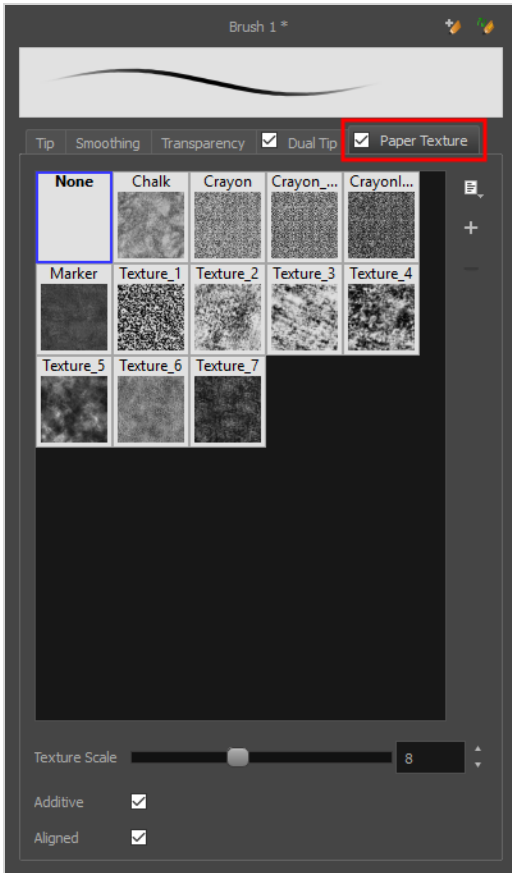 Brush 1 *
Tip Smoothing Transparency Dual Tip Paper Texture
None Chalk Crayon Crayon_... Crayonl...
Marker Texture_1 Texture_2 Texture_3 Texture_4
Texture_5 Texture_6 Texture_7
Texture Scale 8
Additive
Aligned